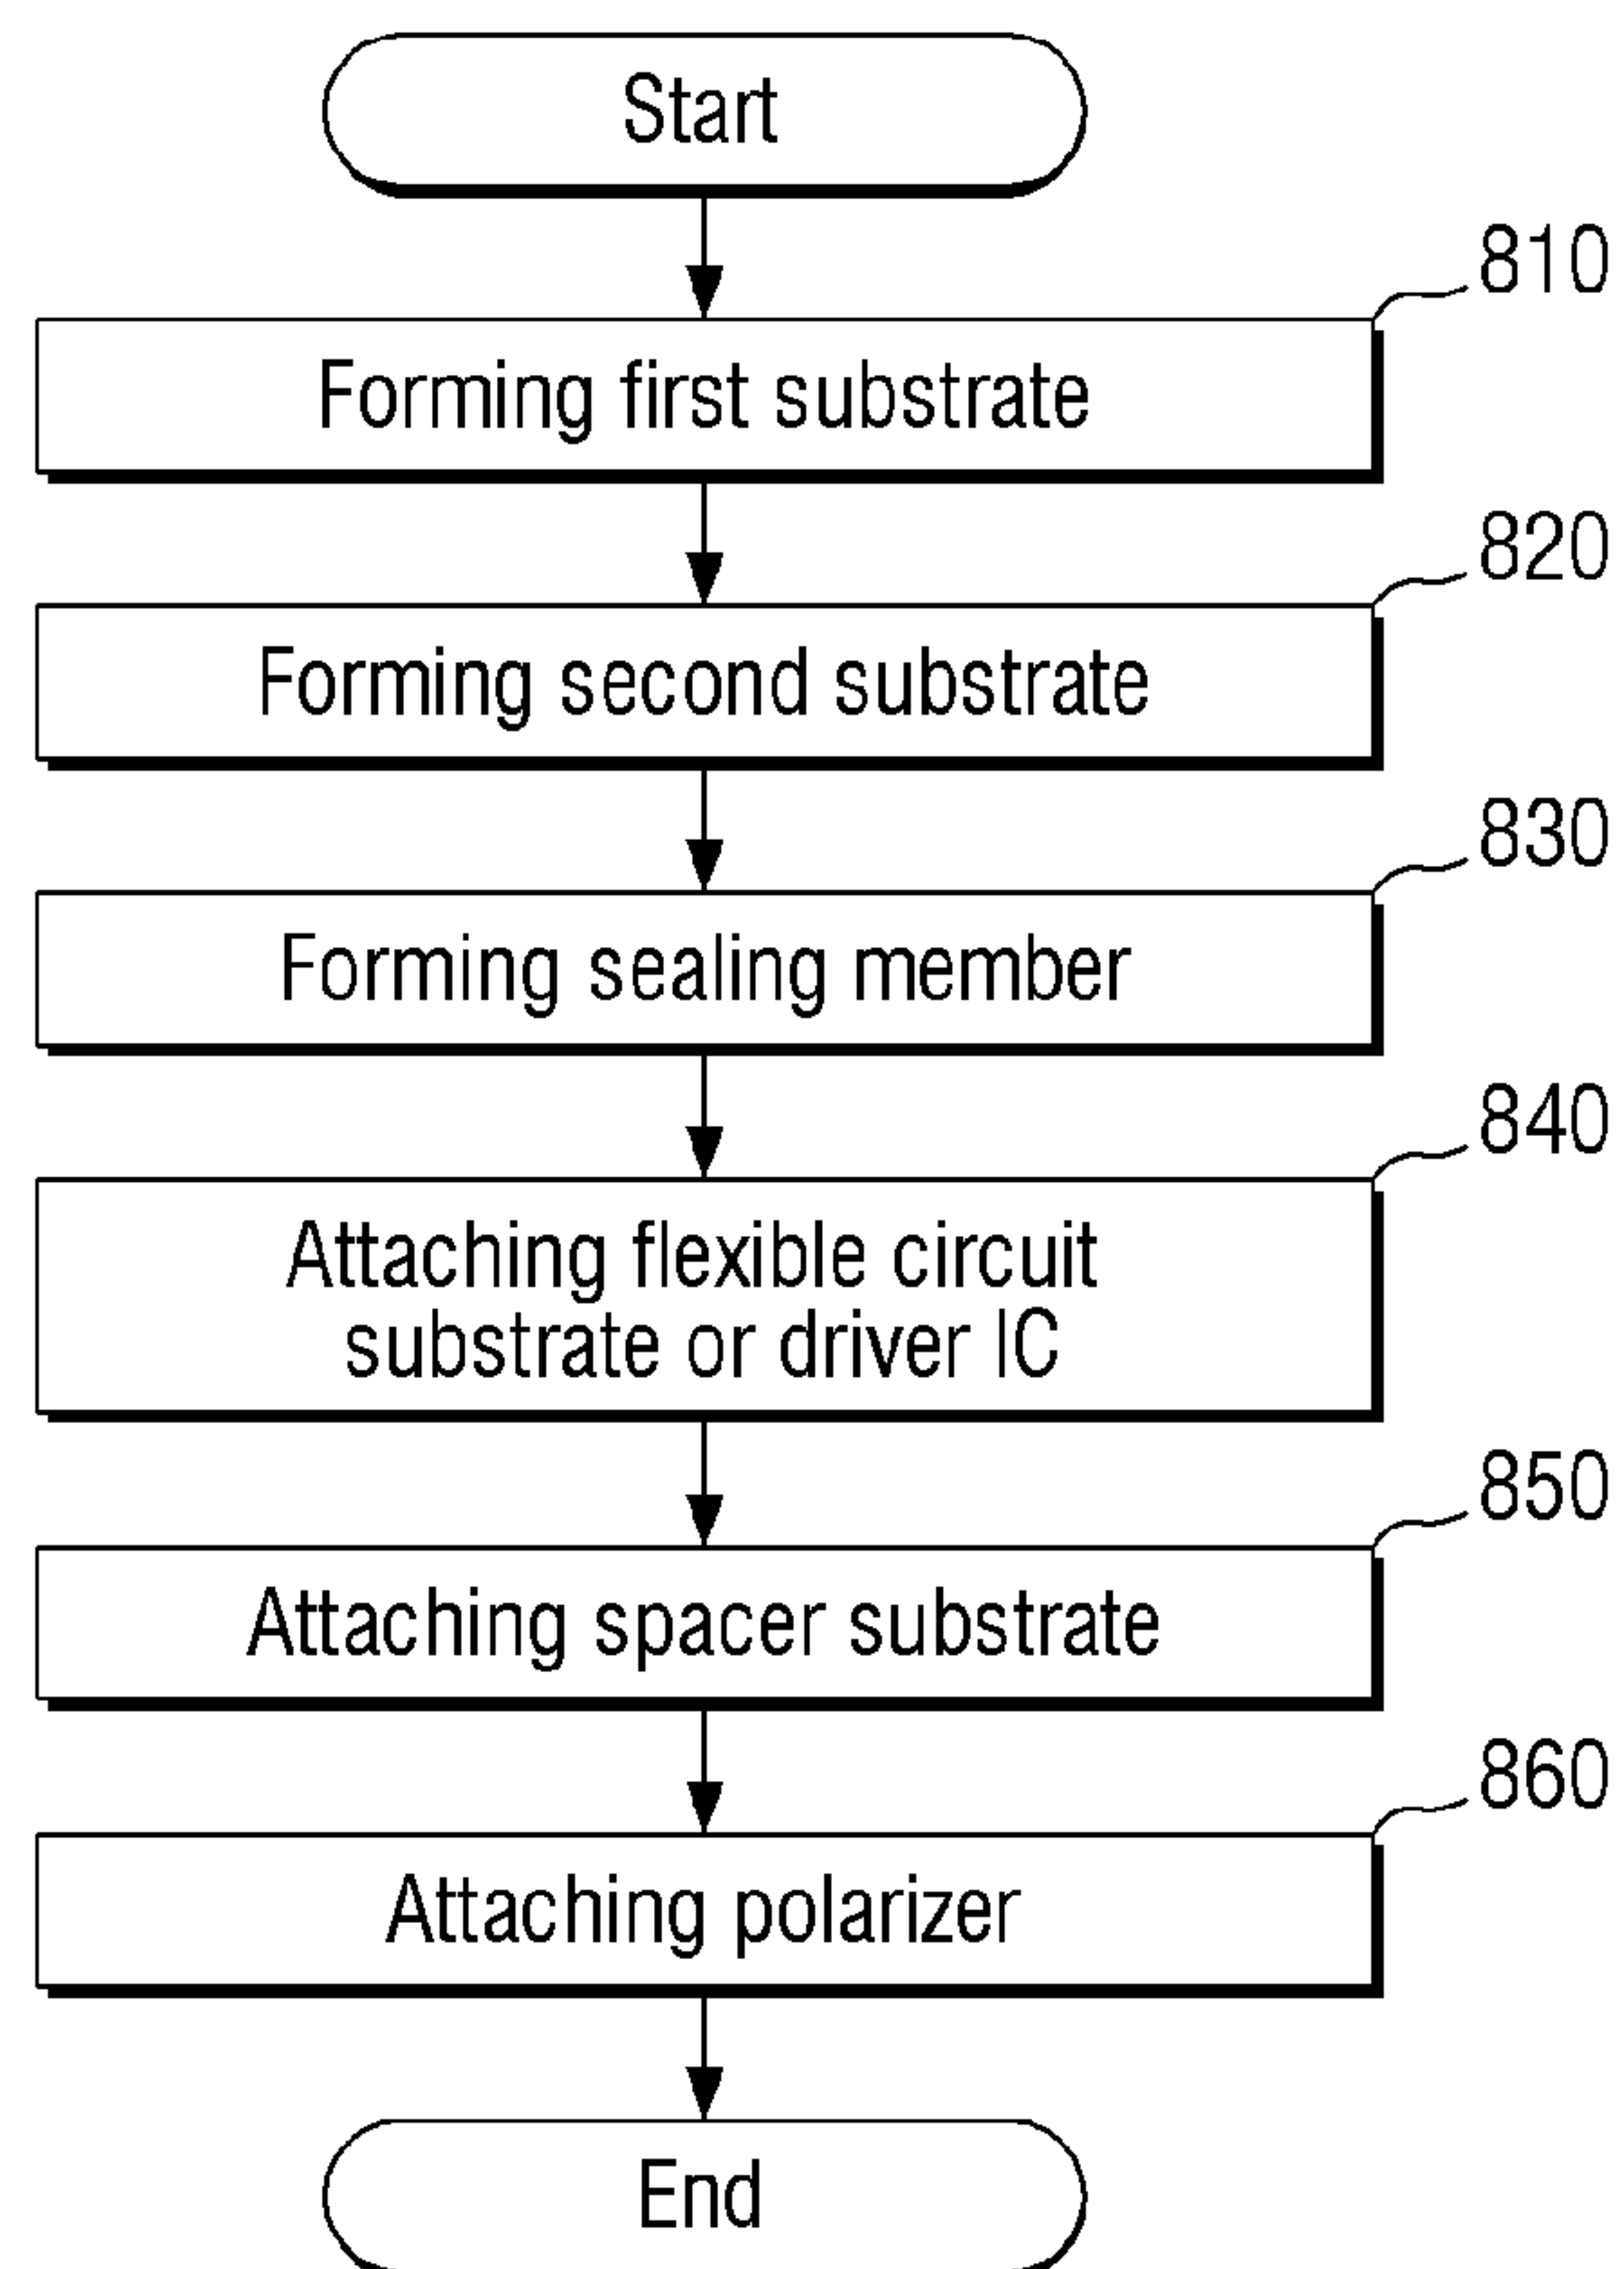 Start
810
Forming first substrate
820
Forming second substrate
830
Forming sealing member
840
Attaching flexible circuit
substrate or driver IC
850
Attaching spacer substrate
860
Attaching polarizer
End